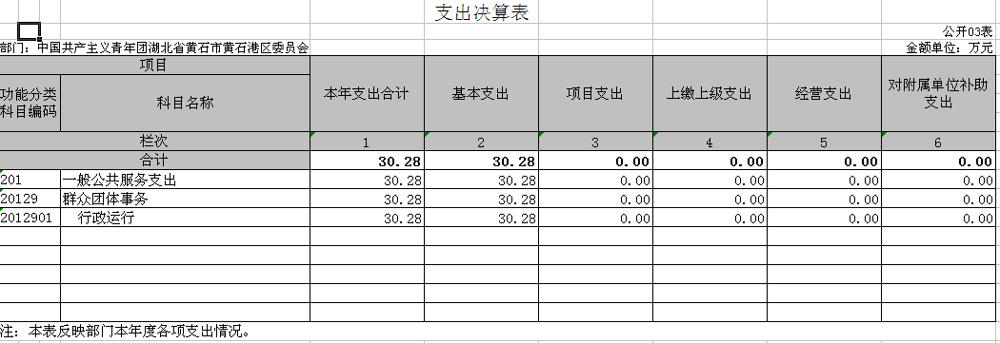 支出决算表
公开03表
部门：中国共产主义青年团湖北省黄石市黄石港区委员会 金额单位：万元
项目 本年支出合计 基本支出 项目支出 上缴上级支出 经营支出 对附属单位补助支出
功能分类科目编码 科目名称
栏次 1 2 3 4 5 6
合计 30.28 30.28 0.00 0.00 0.00 0.00
201 一般公共服务支出 30.28 30.28 0.00 0.00 0.00 0.00
20129 群众团体事务 30.28 30.28 0.00 0.00 0.00 0.00
2012901 行政运行 30.28 30.28 0.00 0.00 0.00 0.00
注：本表反映部门本年度各项支出情况。